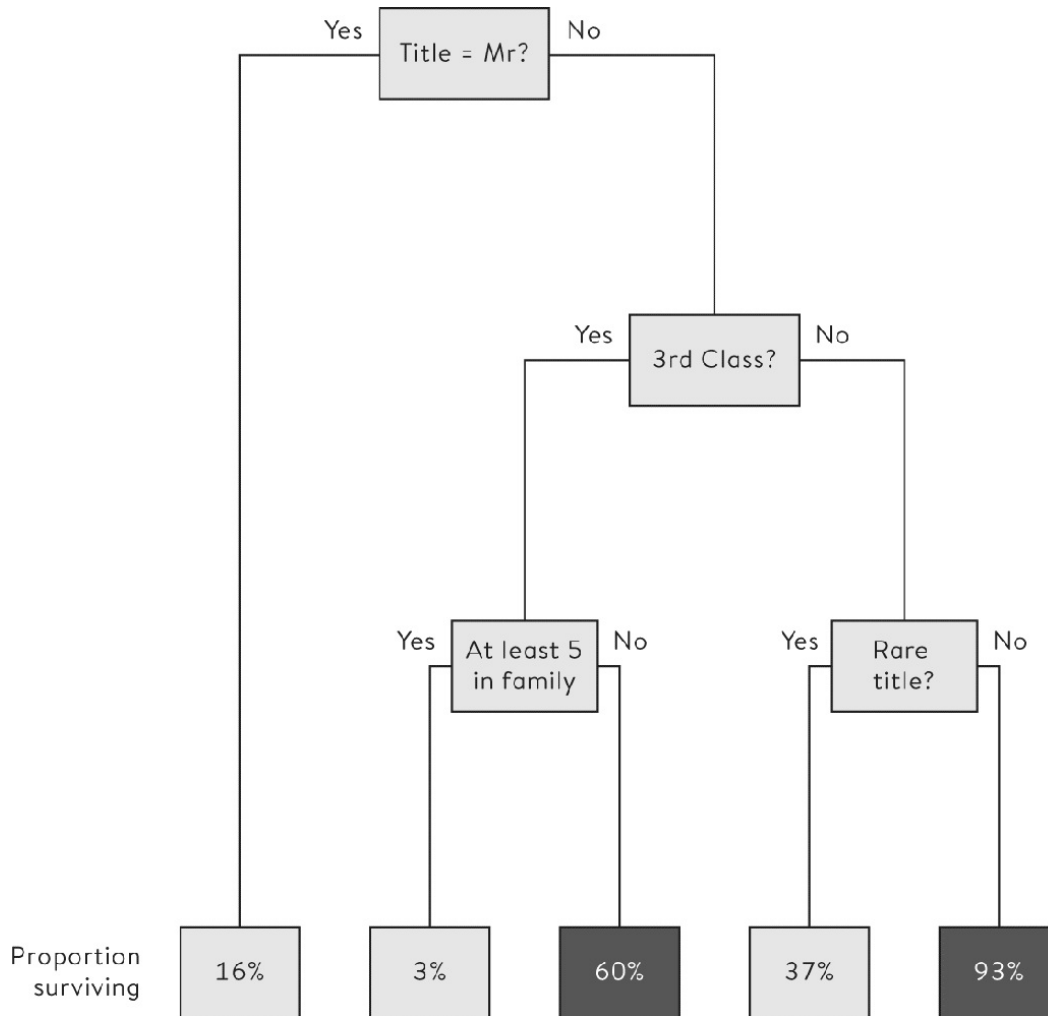 Yes
Title = Mr?
No
Yes
3rd Class?
No
Yes
At least 5
in family
No
Yes
Rare
title?
No
Proportion
surviving
16%
3%
60%
37%
93%